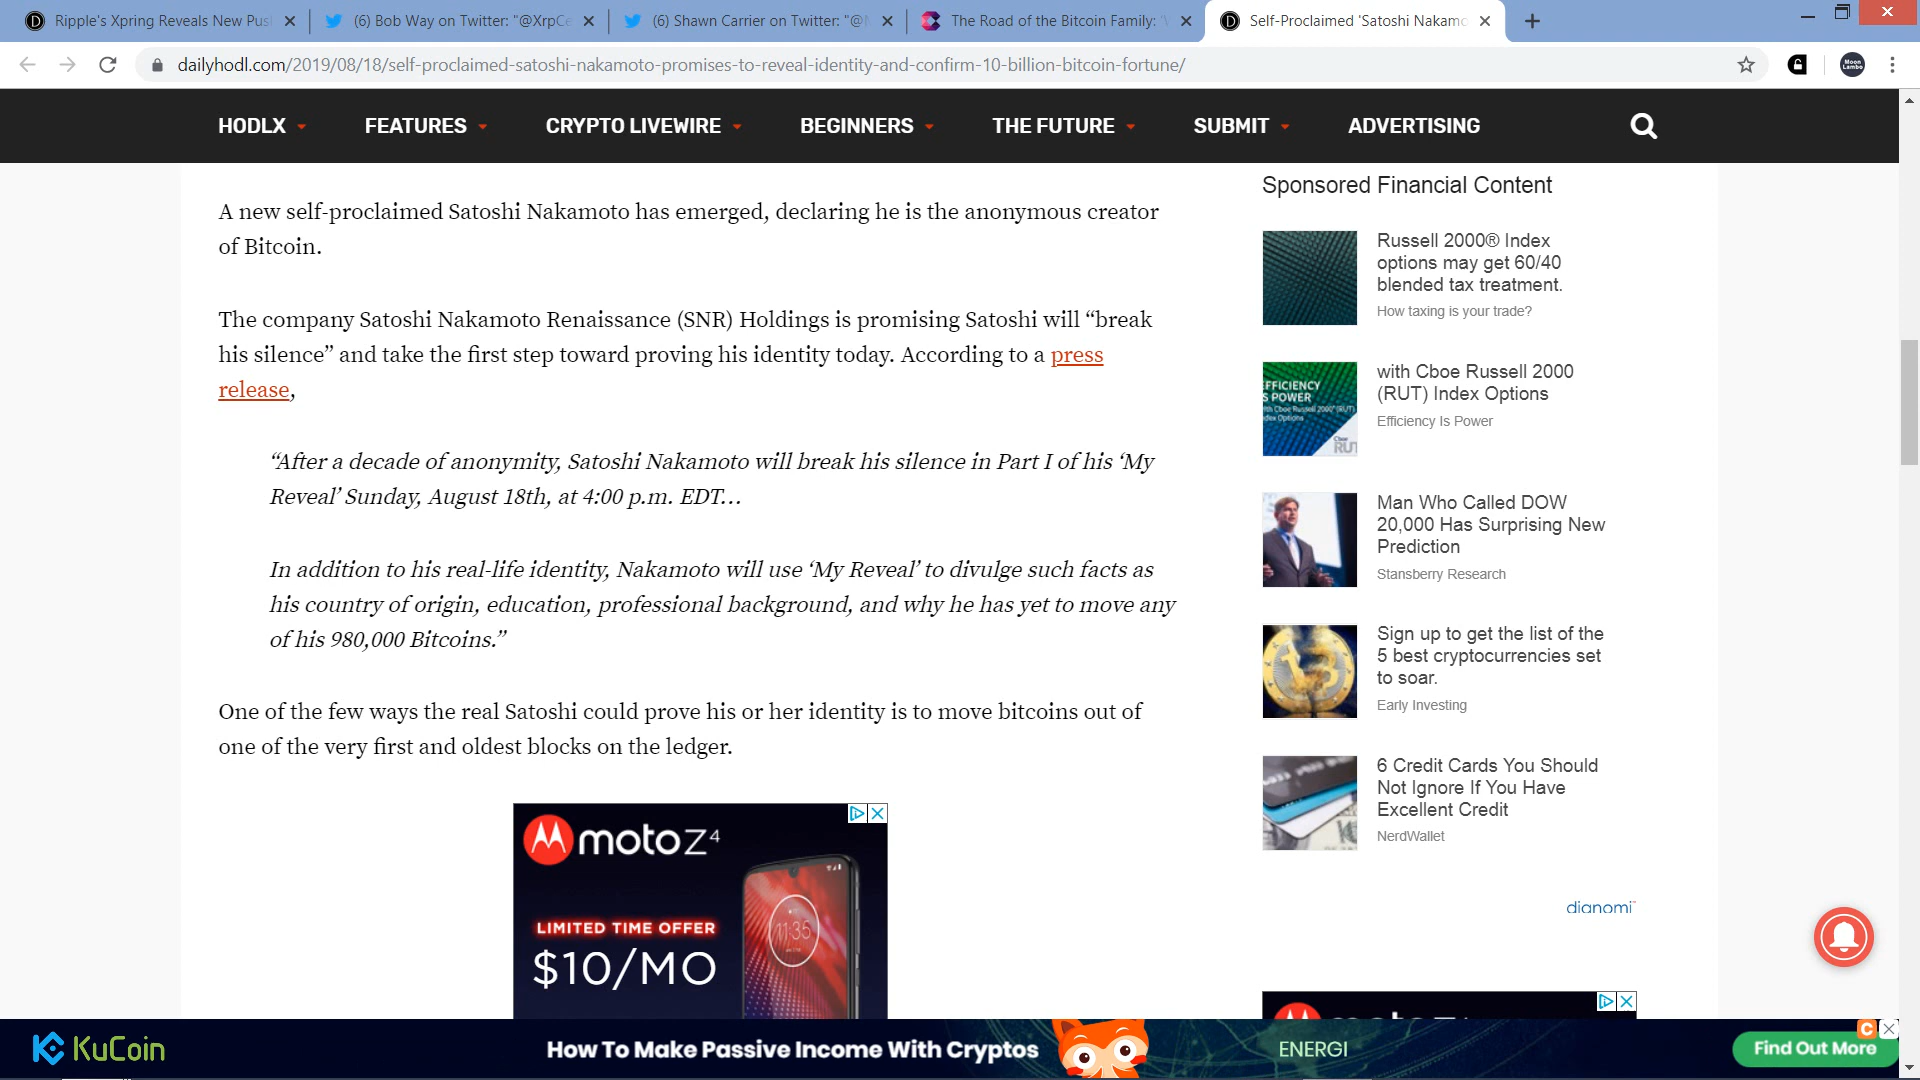 Ripple's Xpring Reveals New Pus
(6) Bob Way on Twitter: "@XrpCe
(6) Shawn Carrier on Twitter: "@N
The Road of the Bitcoin Family: 'V
Self-Proclaimed 'Satoshi Nakamo
dailyhodl.com/2019/08/18/self-proclaimed-satoshi-nakamoto-promises-to-reveal-identity-and-confirm-10-billion-bitcoin-fortune/
HODLX FEATURES CRYPTO LIVEWIRE BEGINNERS THE FUTURE SUBMIT ADVERTISING
A new self-proclaimed Satoshi Nakamoto has emerged, declaring he is the anonymous creator
of Bitcoin.
The company Satoshi Nakamoto Renaissance (SNR) Holdings is promising Satoshi will “break
his silence” and take the first step toward proving his identity today. According to a press
release,
“After a decade of anonymity, Satoshi Nakamoto will break his silence in Part I of his ‘My
Reveal’ Sunday, August 18th, at 4:00 p.m. EDT…
In addition to his real-life identity, Nakamoto will use ‘My Reveal’ to divulge such facts as
his country of origin, education, professional background, and why he has yet to move any
of his 980,000 Bitcoins.”
One of the few ways the real Satoshi could prove his or her identity is to move bitcoins out of
one of the very first and oldest blocks on the ledger.
moto z4
LIMITED TIME OFFER
$10/MO
11:35
Sponsored Financial Content
Russell 2000® Index
options may get 60/40
blended tax treatment.
How taxing is your trade?
EFFICIENCY
IS POWER
with Cboe Russell 2000
(RUT) Index Options
Efficiency Is Power
Man Who Called DOW
20,000 Has Surprising New
Prediction
Stansberry Research
Sign up to get the list of the
5 best cryptocurrencies set
to soar.
Early Investing
6 Credit Cards You Should
Not Ignore If You Have
Excellent Credit
NerdWallet
dianomi
KuCoin
How To Make Passive Income With Cryptos
ENERGI
Find Out More